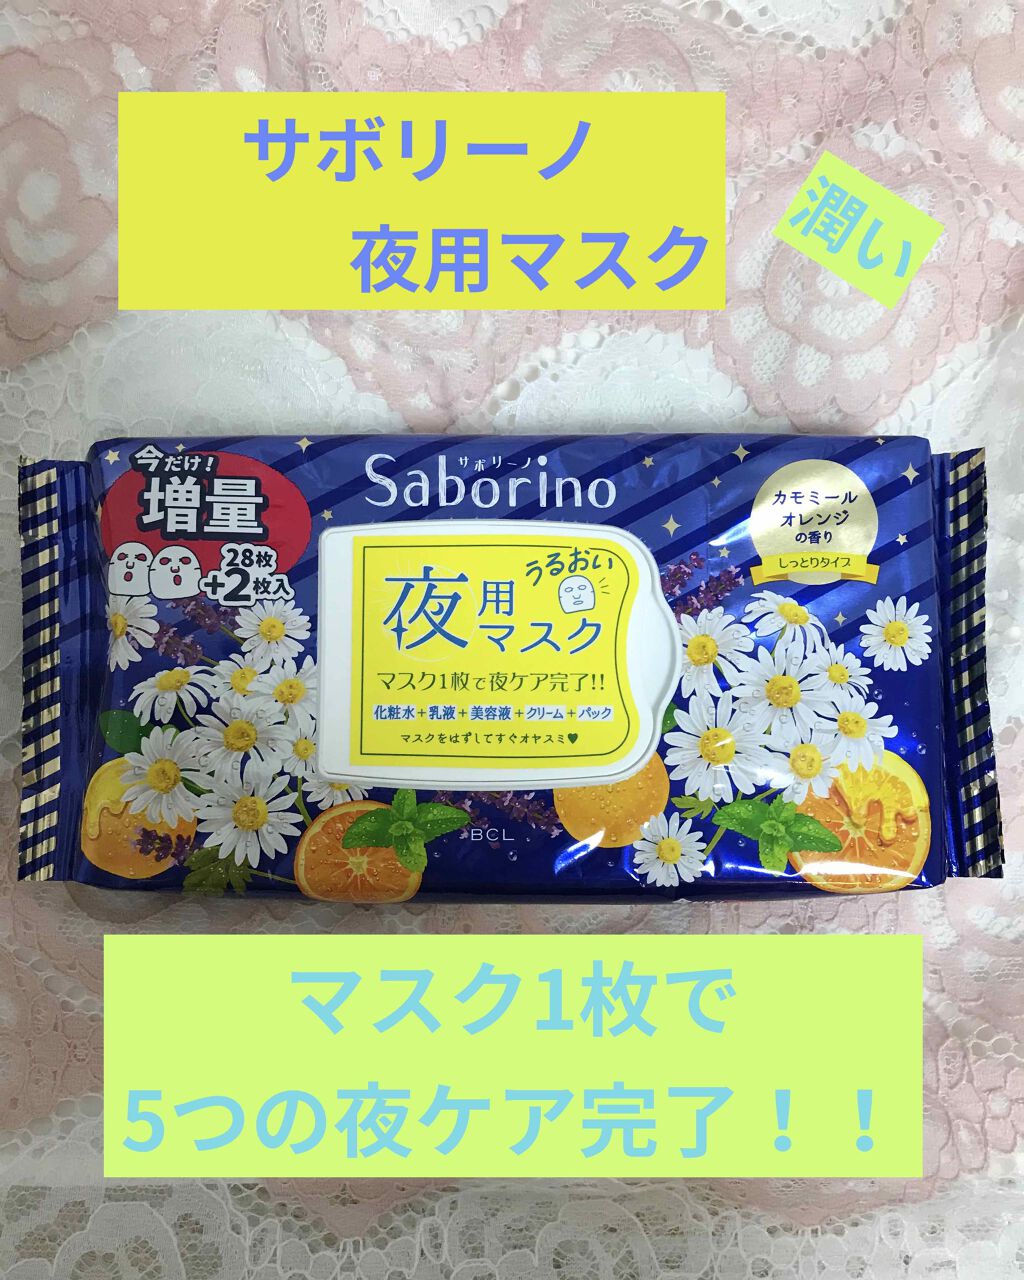 サボリーノ
夜用マスク
潤い
今だけ!
増量
28枚
+2枚入
サボリーノ
Saborino
カモミール
オレンジ
の香り
しっとりタイプ
うるおい
夜用
マスク
マスク1枚で夜ケア完了!!
化粧水+乳液+美容液+クリーム+パック
マスクをはずしてすぐオヤスミ♥
BCL
マスク1枚で
5つの夜ケア完了！！